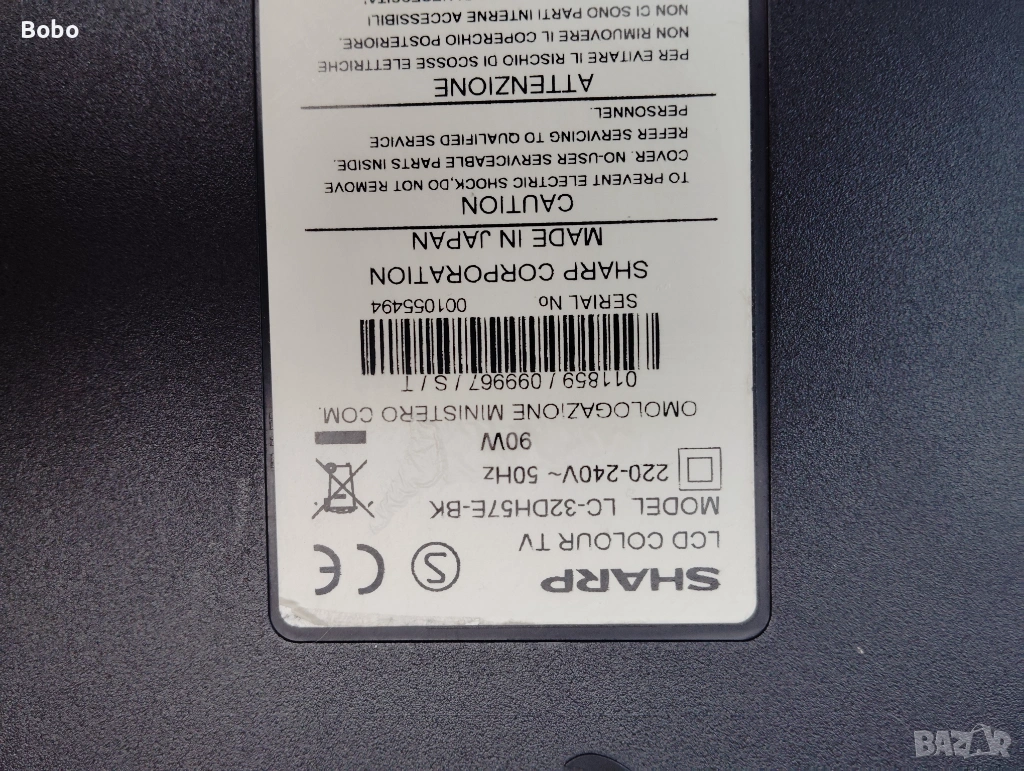 Bobo
SHARP
LCD COLOUR TV
MODEL LC-32DH57E-BK
220-240V~ 50Hz
90W
S CE
OMOLOGAZIONE MINISTERO COM.
011859 / 099967 / S / T
SERIAL No 001055494
SHARP CORPORATION
MADE IN JAPAN
CAUTION
TO PREVENT ELECTRIC SHOCK,DO NOT REMOVE
COVER. NO-USER SERVICEABLE PARTS INSIDE.
REFER SERVICING TO QUALIFIED SERVICE
PERSONNEL.
ATTENZIONE
PER EVITARE IL RISCHIO DI SCOSSE ELETTRICHE
NON RIMUOVERE IL COPERCHIO POSTERIORE.
NON CI SONO PARTI INTERNE ACCESSIBILI
BAZAR